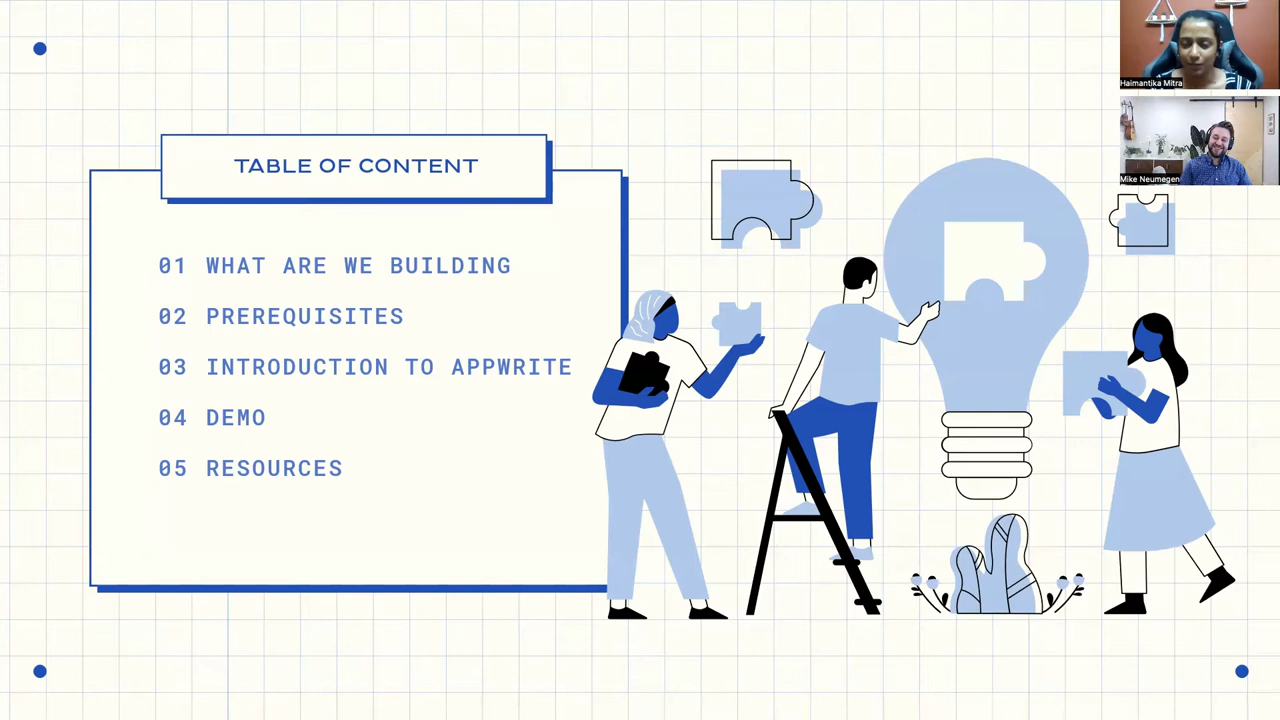 Haimantika Mitra
Mike Neumegen
TABLE OF CONTENT
01 WHAT ARE WE BUILDING
02 PREREQUISITES
03 INTRODUCTION TO APPWRITE
04 DEMO
05 RESOURCES